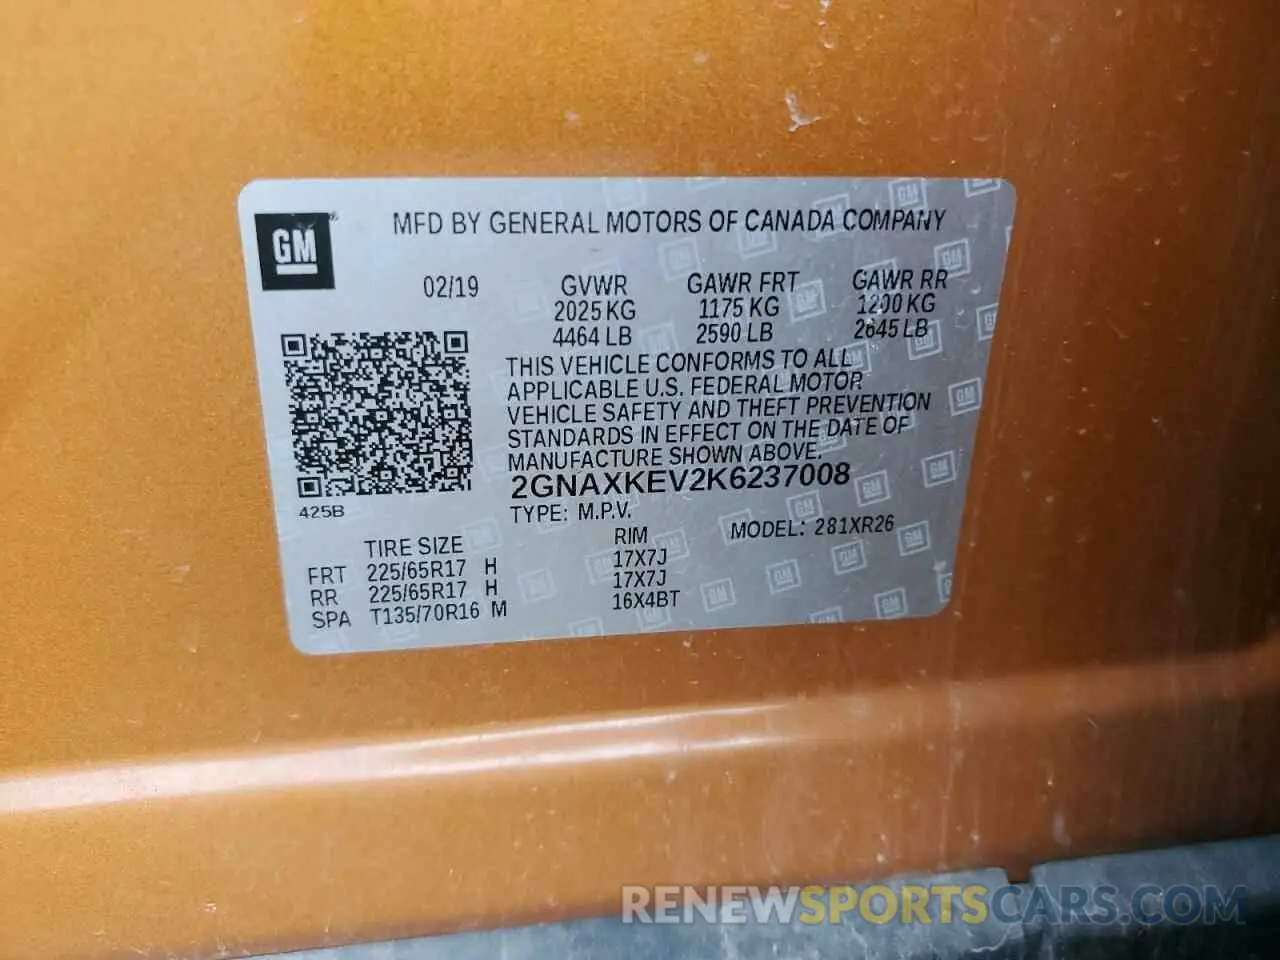 GM®
MFD BY GENERAL MOTORS OF CANADA COMPANY
02/19 GVWR GAWR FRT GAWR RR
2025 KG 1175 KG 1200 KG
4464 LB 2590 LB 2645 LB
THIS VEHICLE CONFORMS TO ALL
APPLICABLE U.S. FEDERAL MOTOR
VEHICLE SAFETY AND THEFT PREVENTION
STANDARDS IN EFFECT ON THE DATE OF
MANUFACTURE SHOWN ABOVE.
2GNAXKEV2K6237008
425B
TYPE: M.P.V. MODEL: 281XR26
TIRE SIZE RIM
FRT 225/65R17 H 17X7J
RR 225/65R17 H 17X7J
SPA T135/70R16 M 16X4BT
RENEWSPORTSCARS.COM